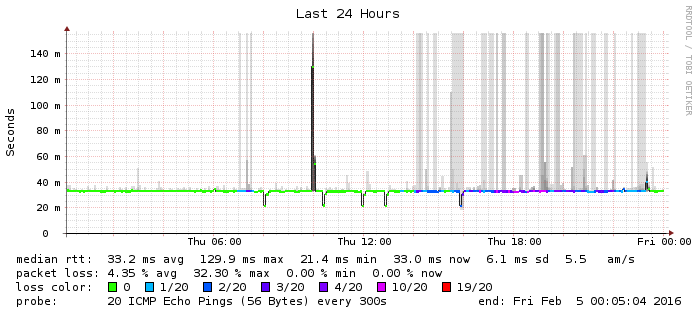 Last 24 Hours
RRDTOOL / TOBI OETIKER
Seconds
140 m
120 m
100 m
80 m
60 m
40 m
20 m
0
Thu 06:00 Thu 12:00 Thu 18:00 Fri 00:00
median rtt: 33.2 ms avg 129.9 ms max 21.4 ms min 33.0 ms now 6.1 ms sd 5.5 am/s
packet loss: 4.35 % avg 32.30 % max 0.00 % min 0.00 % now
loss color: 0 1/20 2/20 3/20 4/20 10/20 19/20
probe: 20 ICMP Echo Pings (56 Bytes) every 300s end: Fri Feb 5 00:05:04 2016